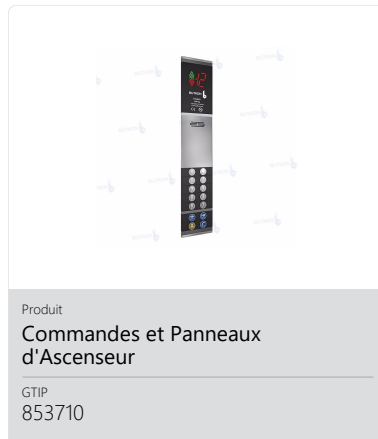 Produit
Commandes et Panneaux
d'Ascenseur
GTIP
853710